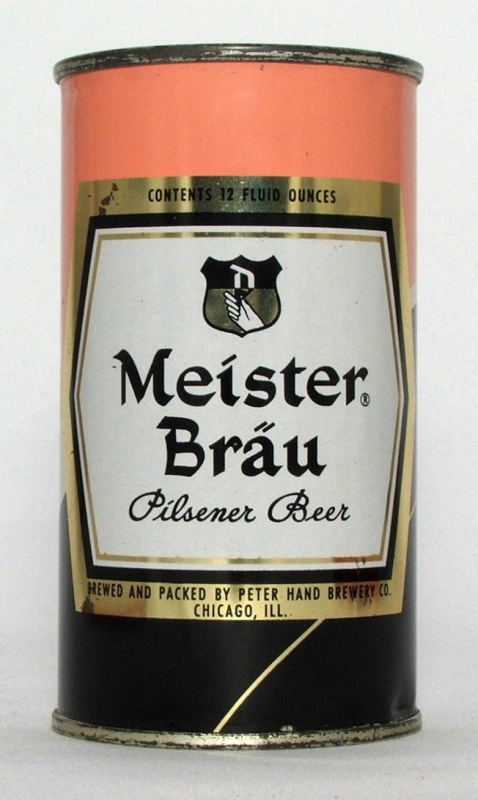 CONTENTS 12 FLUID OUNCES
Meister®
Bräu
Pilsener Beer
BREWED AND PACKED BY PETER HAND BREWERY CO.
CHICAGO, ILL.